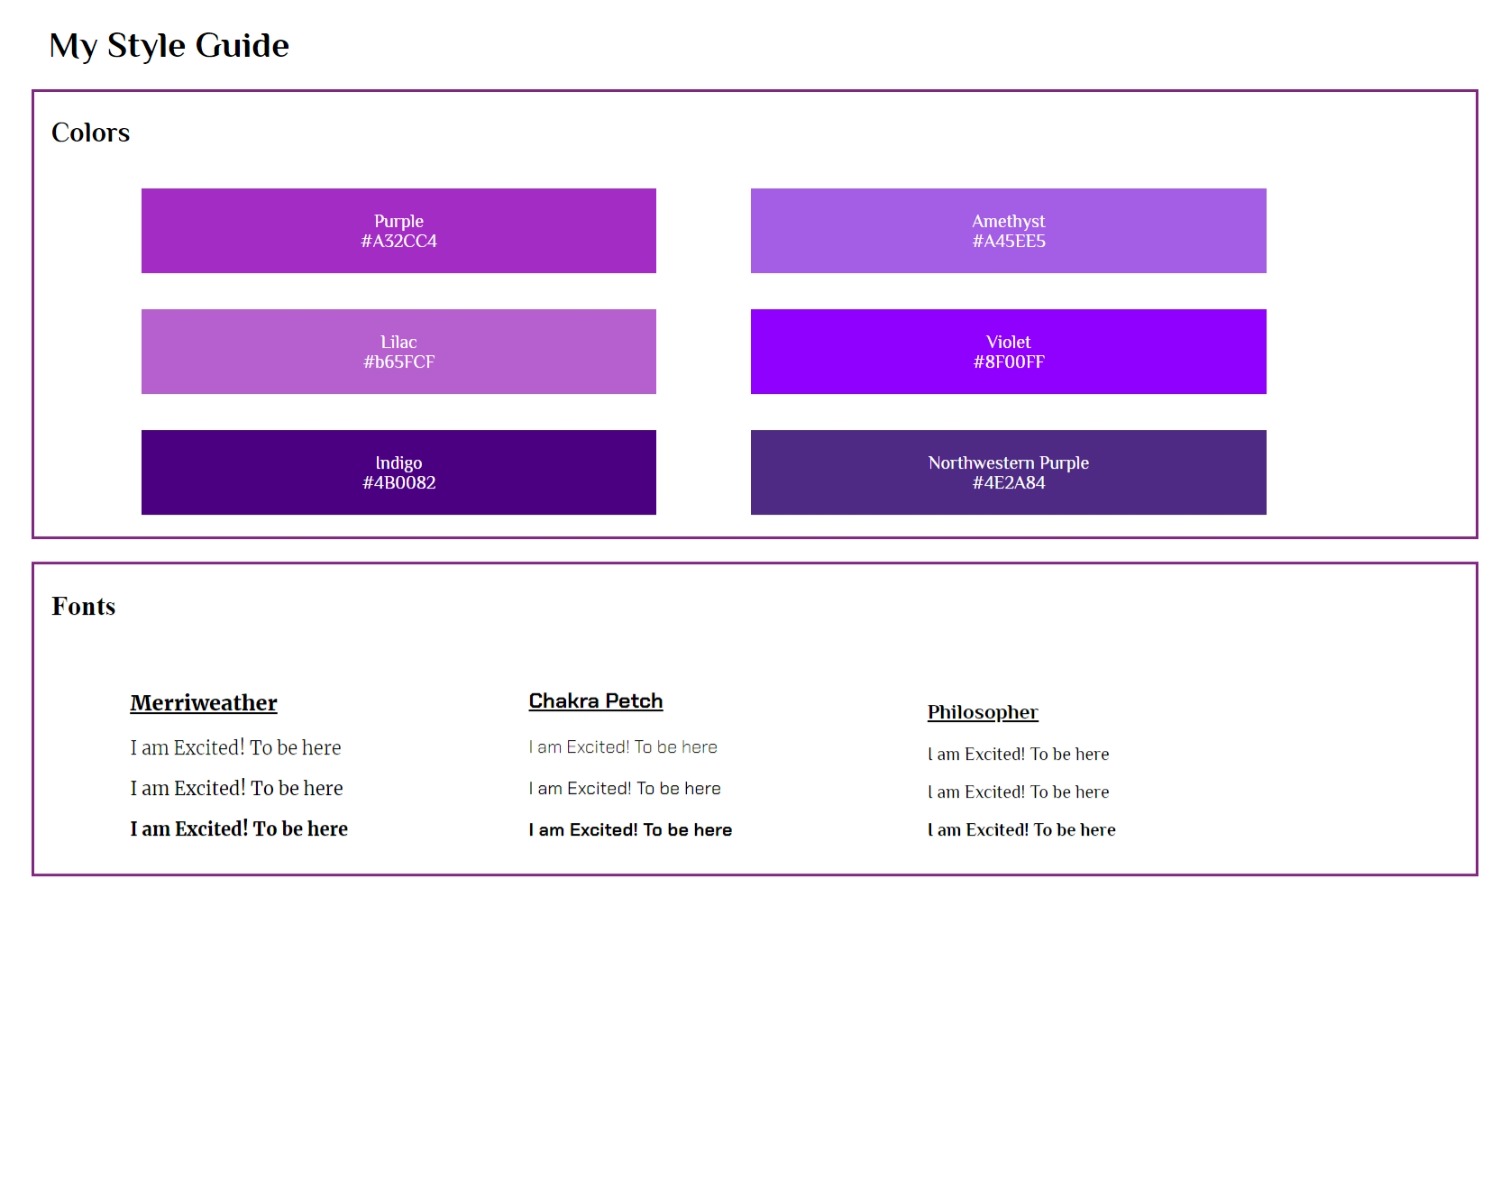 My Style Guide
Colors
Purple
#A32CC4
Amethyst
#A45EE5
Lilac
#b65FCF
Violet
#8F00FF
Indigo
#4B0082
Northwestern Purple
#4E2A84
Fonts
Merriweather
I am Excited! To be here
I am Excited! To be here
I am Excited! To be here
Chakra Petch
I am Excited! To be here
I am Excited! To be here
I am Excited! To be here
Philosopher
I am Excited! To be here
I am Excited! To be here
I am Excited! To be here